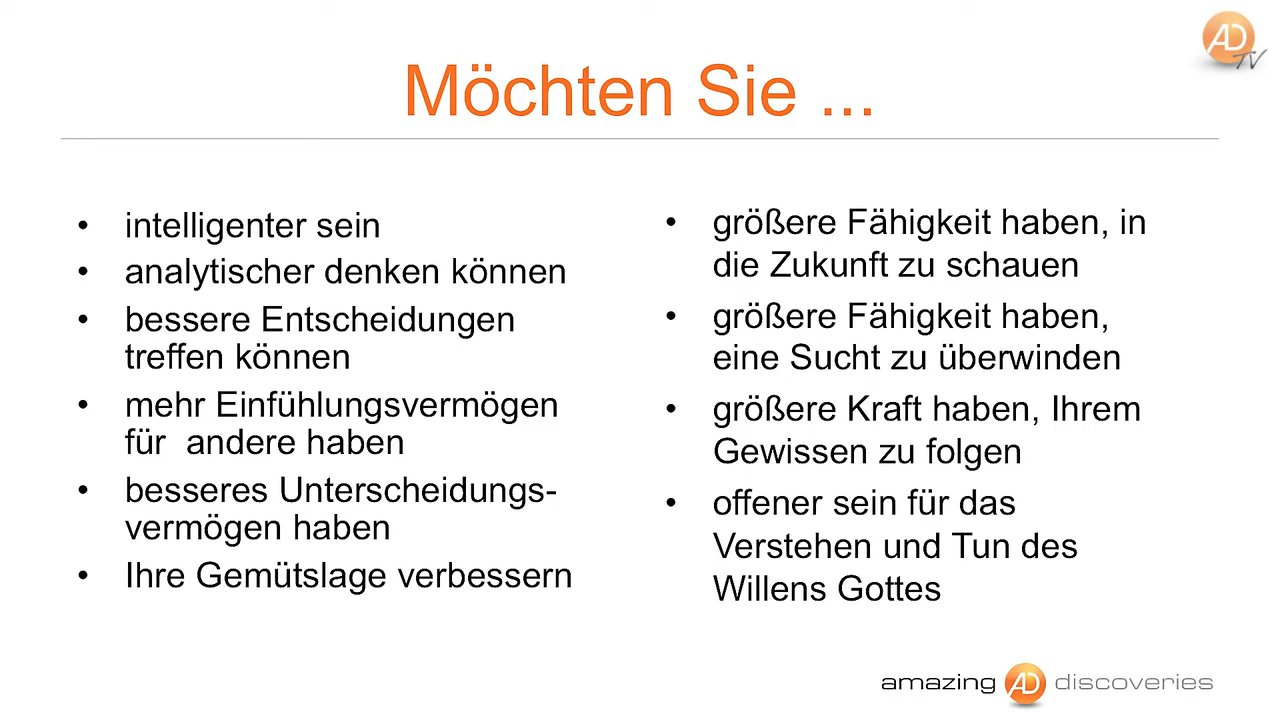 AD
TV
Möchten Sie ...
• intelligenter sein
• analytischer denken können
• bessere Entscheidungen
treffen können
• mehr Einfühlungsvermögen
für  andere haben
• besseres Unterscheidungs-
vermögen haben
• Ihre Gemütslage verbessern
• größere Fähigkeit haben, in
die Zukunft zu schauen
• größere Fähigkeit haben,
eine Sucht zu überwinden
• größere Kraft haben, Ihrem
Gewissen zu folgen
• offener sein für das
Verstehen und Tun des
Willens Gottes
amazing AD discoveries